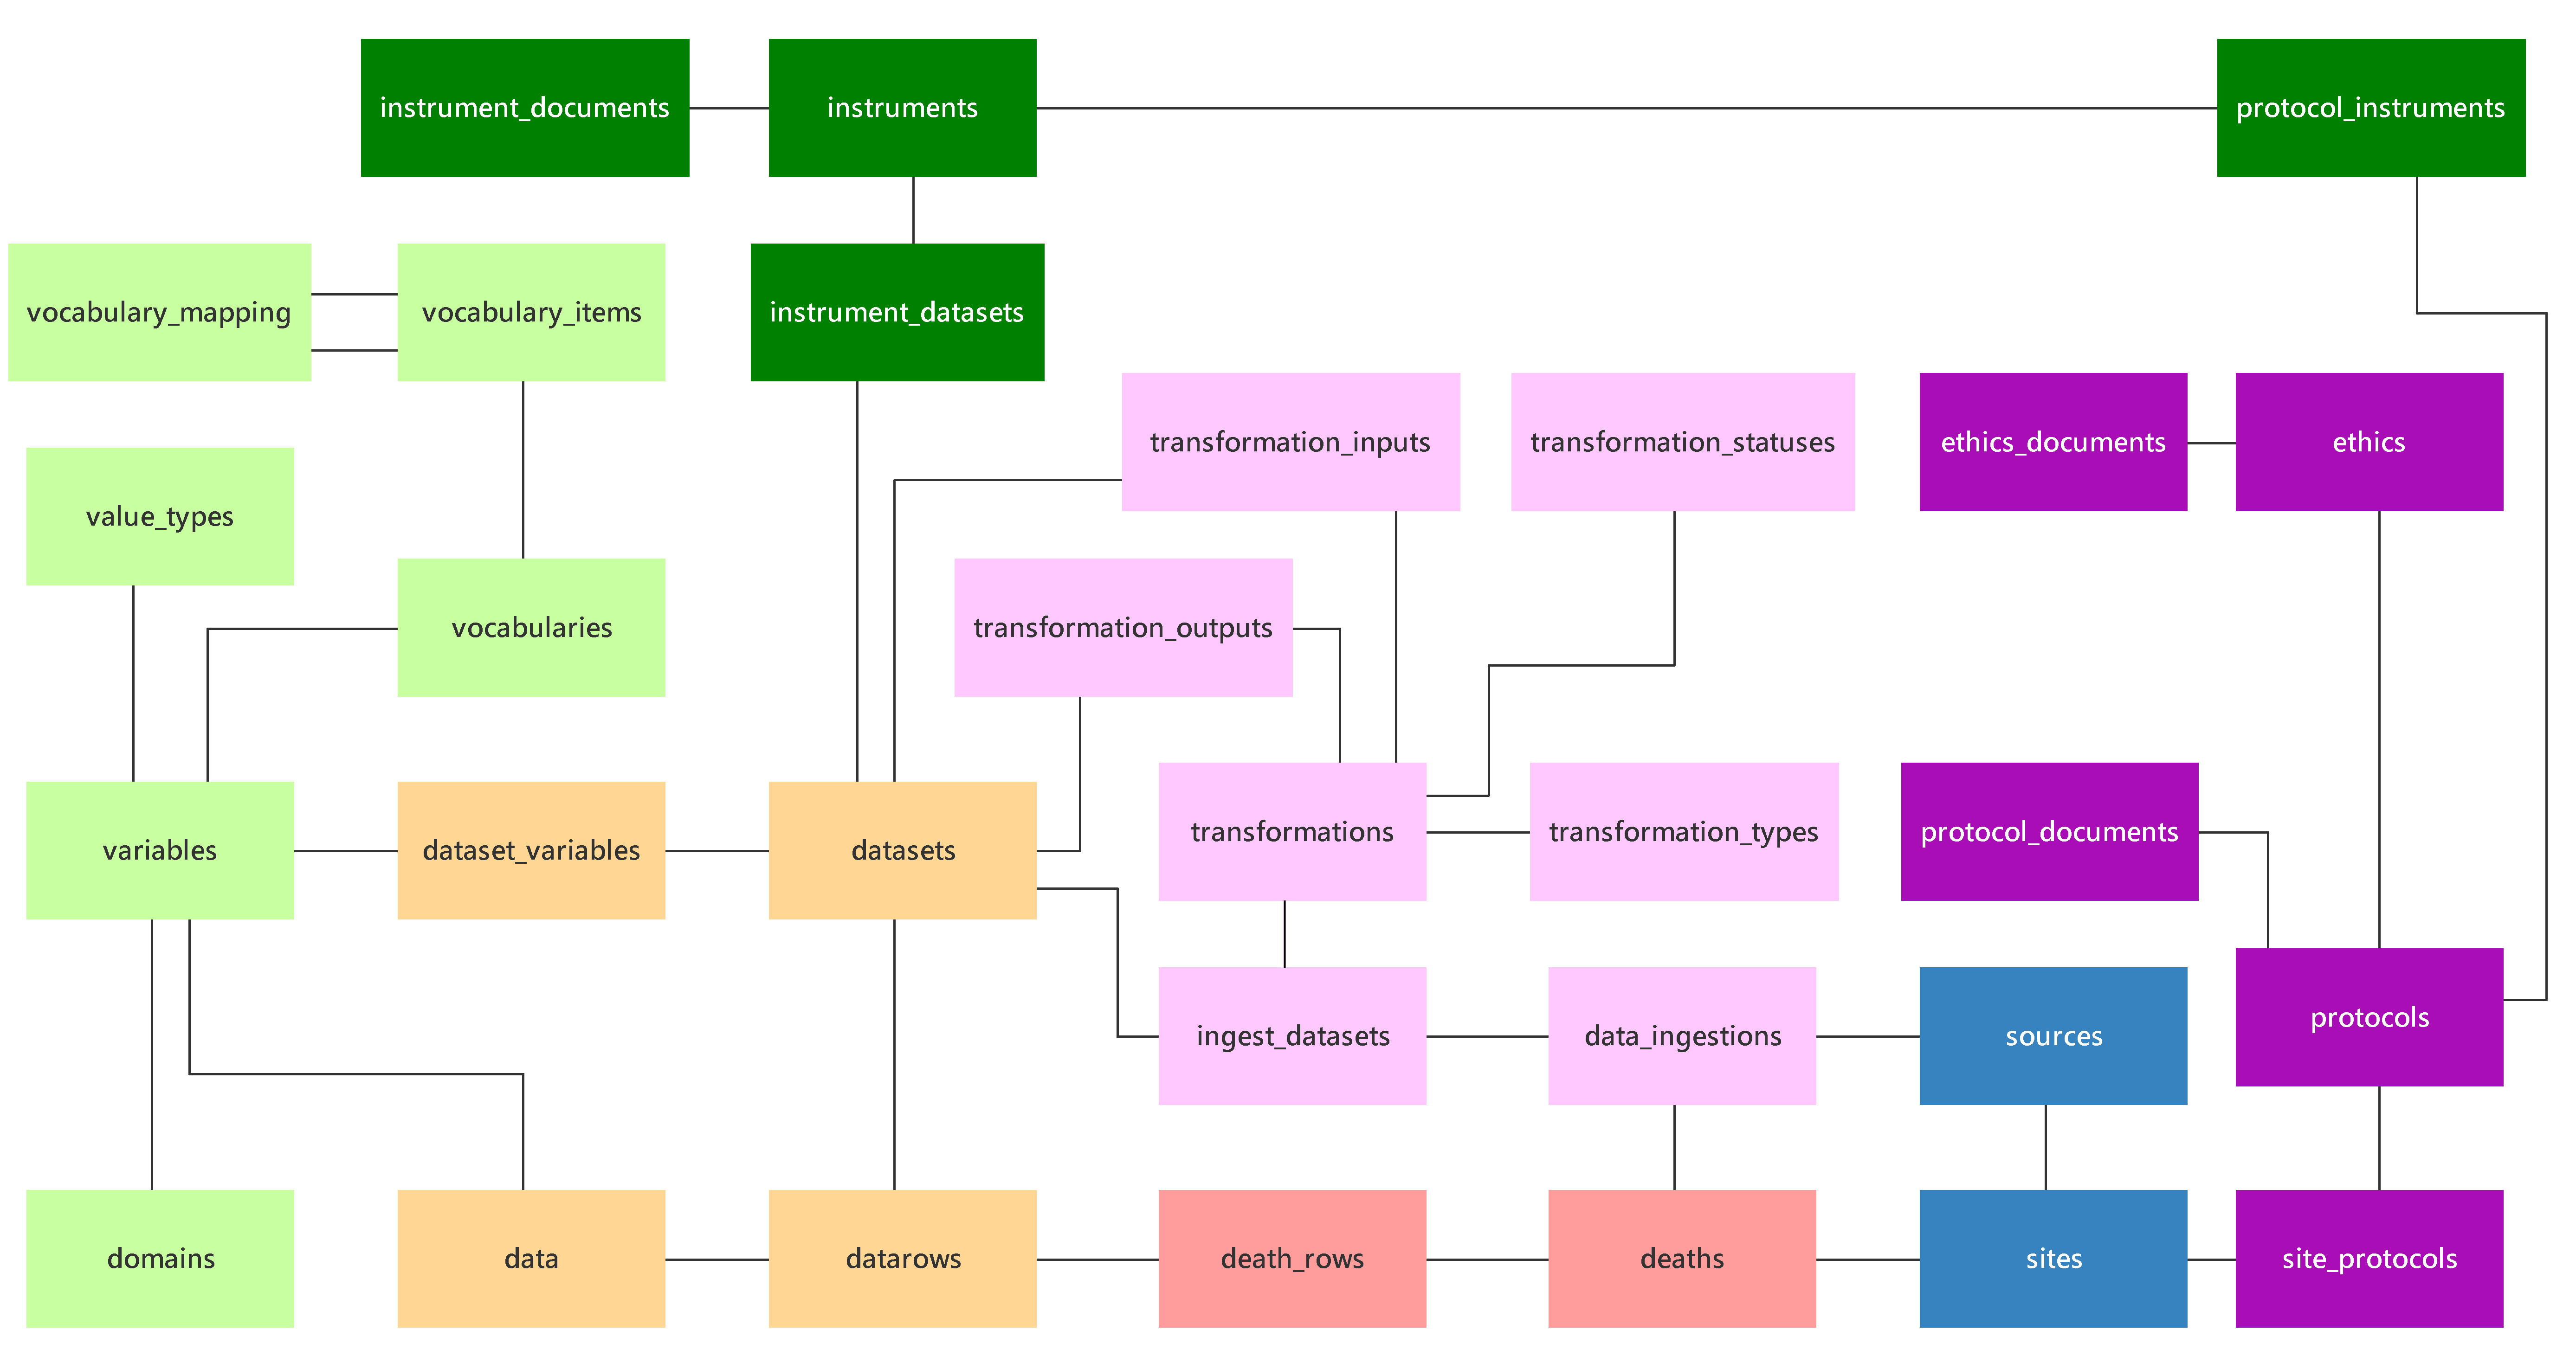 instrument_documents
instruments
protocol_instruments
vocabulary_mapping
vocabulary_items
instrument_datasets
transformation_inputs
transformation_statuses
ethics_documents
ethics
value_types
vocabularies
transformation_outputs
variables
dataset_variables
datasets
transformations
transformation_types
protocol_documents
ingest_datasets
data_ingestions
sources
protocols
domains
data
datarows
death_rows
deaths
sites
site_protocols